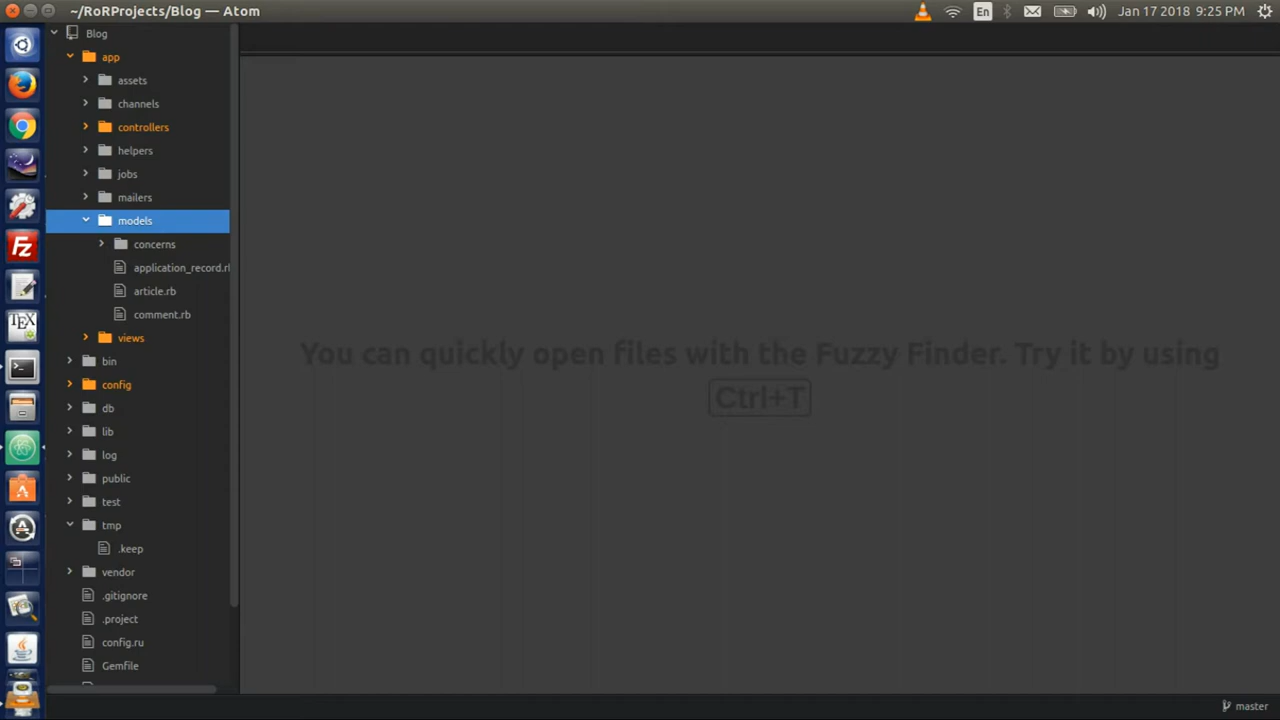 ~/RoRProjects/Blog — Atom
En
Jan 17 2018 9:25 PM
Blog
app
assets
channels
controllers
helpers
jobs
mailers
models
concerns
application_record.r
article.rb
comment.rb
views
bin
config
db
lib
log
public
test
tmp
.keep
vendor
.gitignore
.project
config.ru
Gemfile
You can quickly open files with the Fuzzy Finder. Try it by using
Ctrl+T
master
FZ
TEX